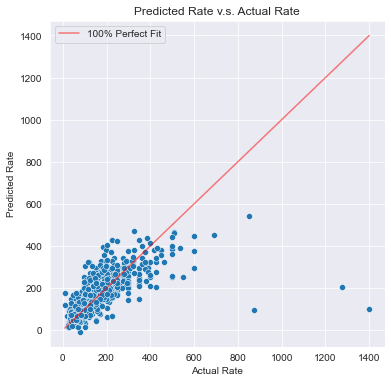 Predicted Rate v.s. Actual Rate
100% Perfect Fit
1400
1200
1000
800
600
400
200
0
Predicted Rate
0 200 400 600 800 1000 1200 1400
Actual Rate